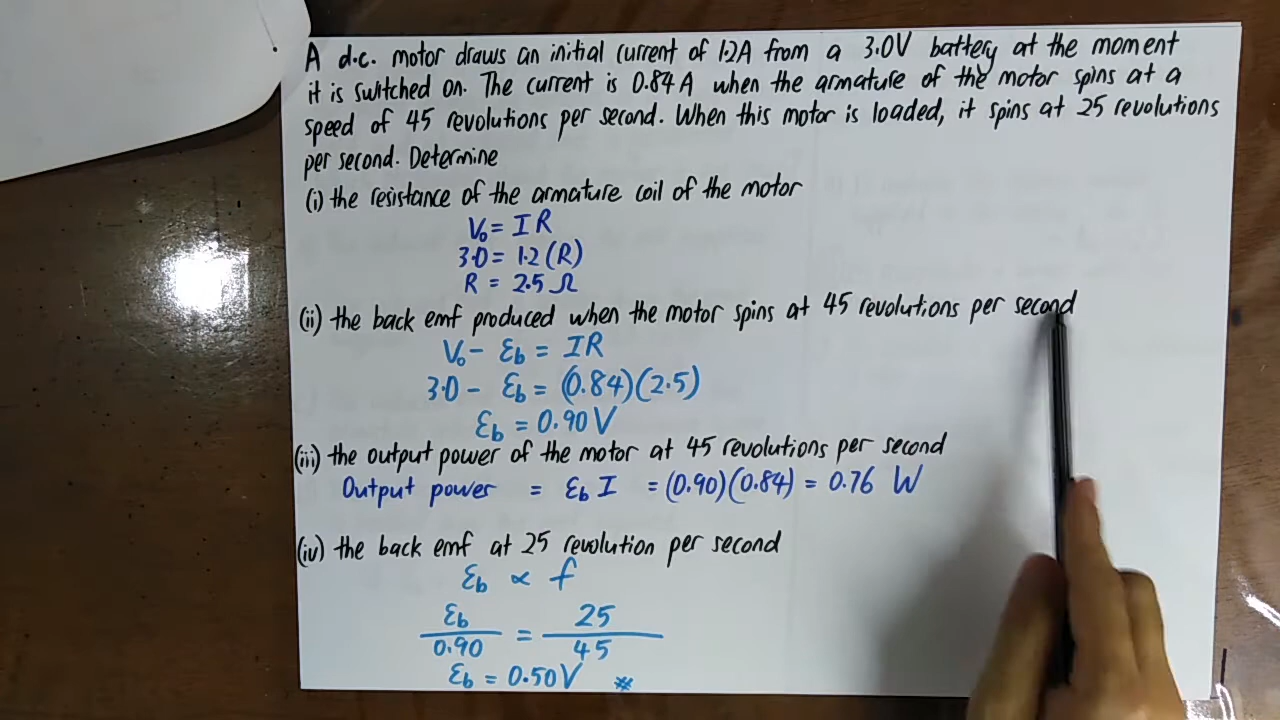 A d.c. motor draws an initial current of 1.2A from a 3.0V battery at the moment
it is switched on. The current is 0.84A when the armature of the motor spins at a
speed of 45 revolutions per second. When this motor is loaded, it spins at 25 revolutions
per second. Determine
(i) the resistance of the armature coil of the motor
V₀ = IR
3.0 = 1.2 (R)
R = 2.5 Ω
(ii) the back emf produced when the motor spins at 45 revolutions per second
V₀ - Ɛb = IR
3.0 - Ɛb = (0.84)(2.5)
Ɛb = 0.90V
(iii) the output power of the motor at 45 revolutions per second
Output power = Ɛb I = (0.90)(0.84) = 0.76 W
(iv) the back emf at 25 revolution per second
Ɛb ∝ f
Ɛb/0.90 = 25/45
Ɛb = 0.50V *